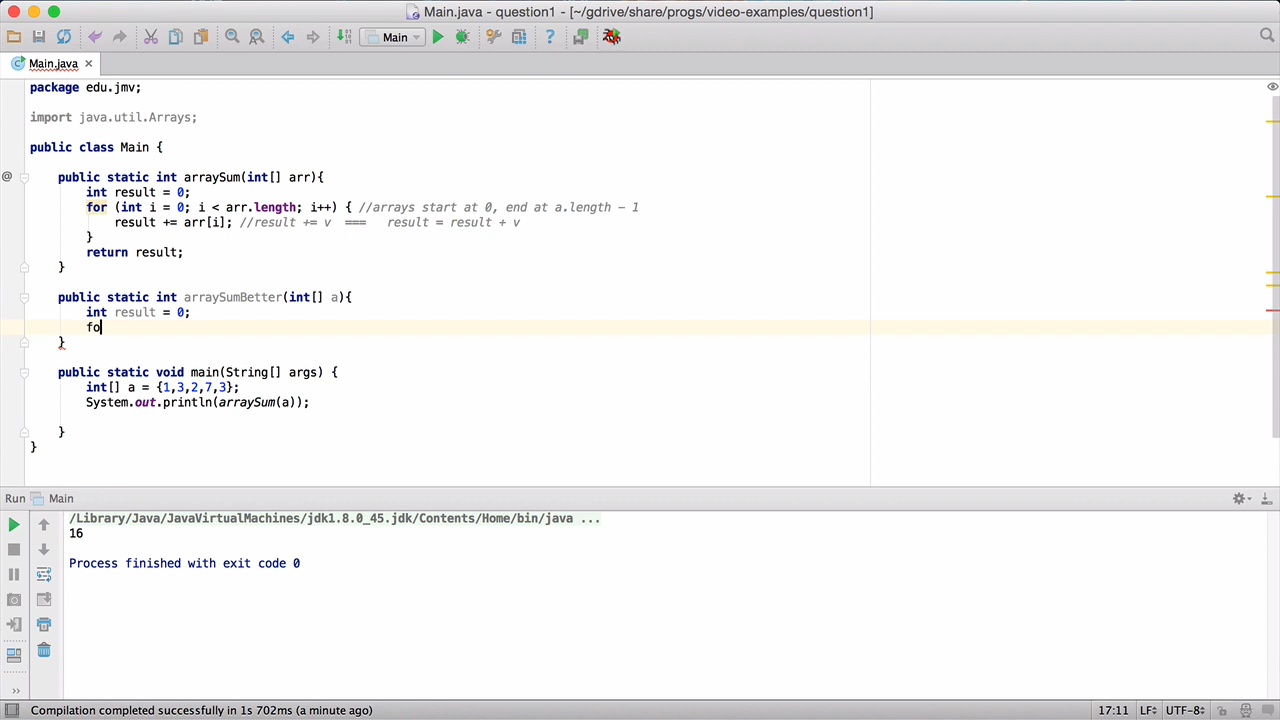 Main.java - question1 - [~/gdrive/share/progs/video-examples/question1]
Main
Main.java
package edu.jmv;
import java.util.Arrays;
public class Main {
@ public static int arraySum(int[] arr){
int result = 0;
for (int i = 0; i < arr.length; i++) { //arrays start at 0, end at a.length - 1
result += arr[i]; //result += v === result = result + v
}
return result;
}
public static int arraySumBetter(int[] a){
int result = 0;
fo
}
public static void main(String[] args) {
int[] a = {1,3,2,7,3};
System.out.println(arraySum(a));
}
}
Run Main
/Library/Java/JavaVirtualMachines/jdk1.8.0_45.jdk/Contents/Home/bin/java ...
16
Process finished with exit code 0
Compilation completed successfully in 1s 702ms (a minute ago) 17:11 LF÷ UTF-8÷